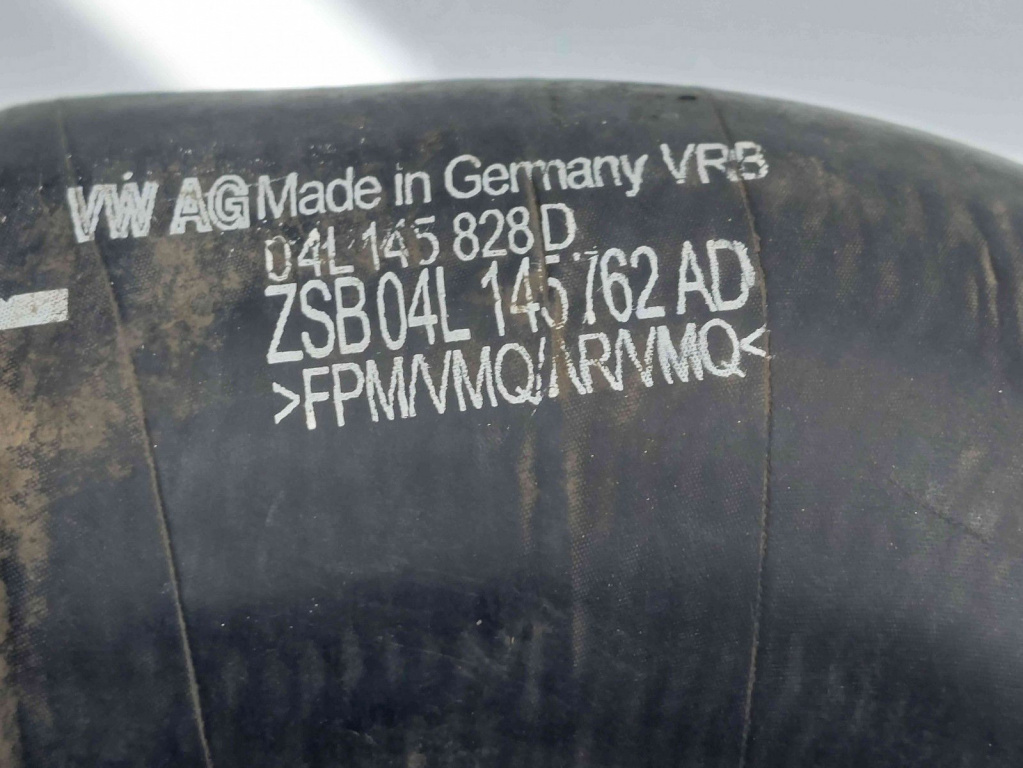 VW AG Made in Germany VRB
04L 145 828 D
ZSB 04L 145 762 AD
>FPM/VMQ/AR/VMQ<